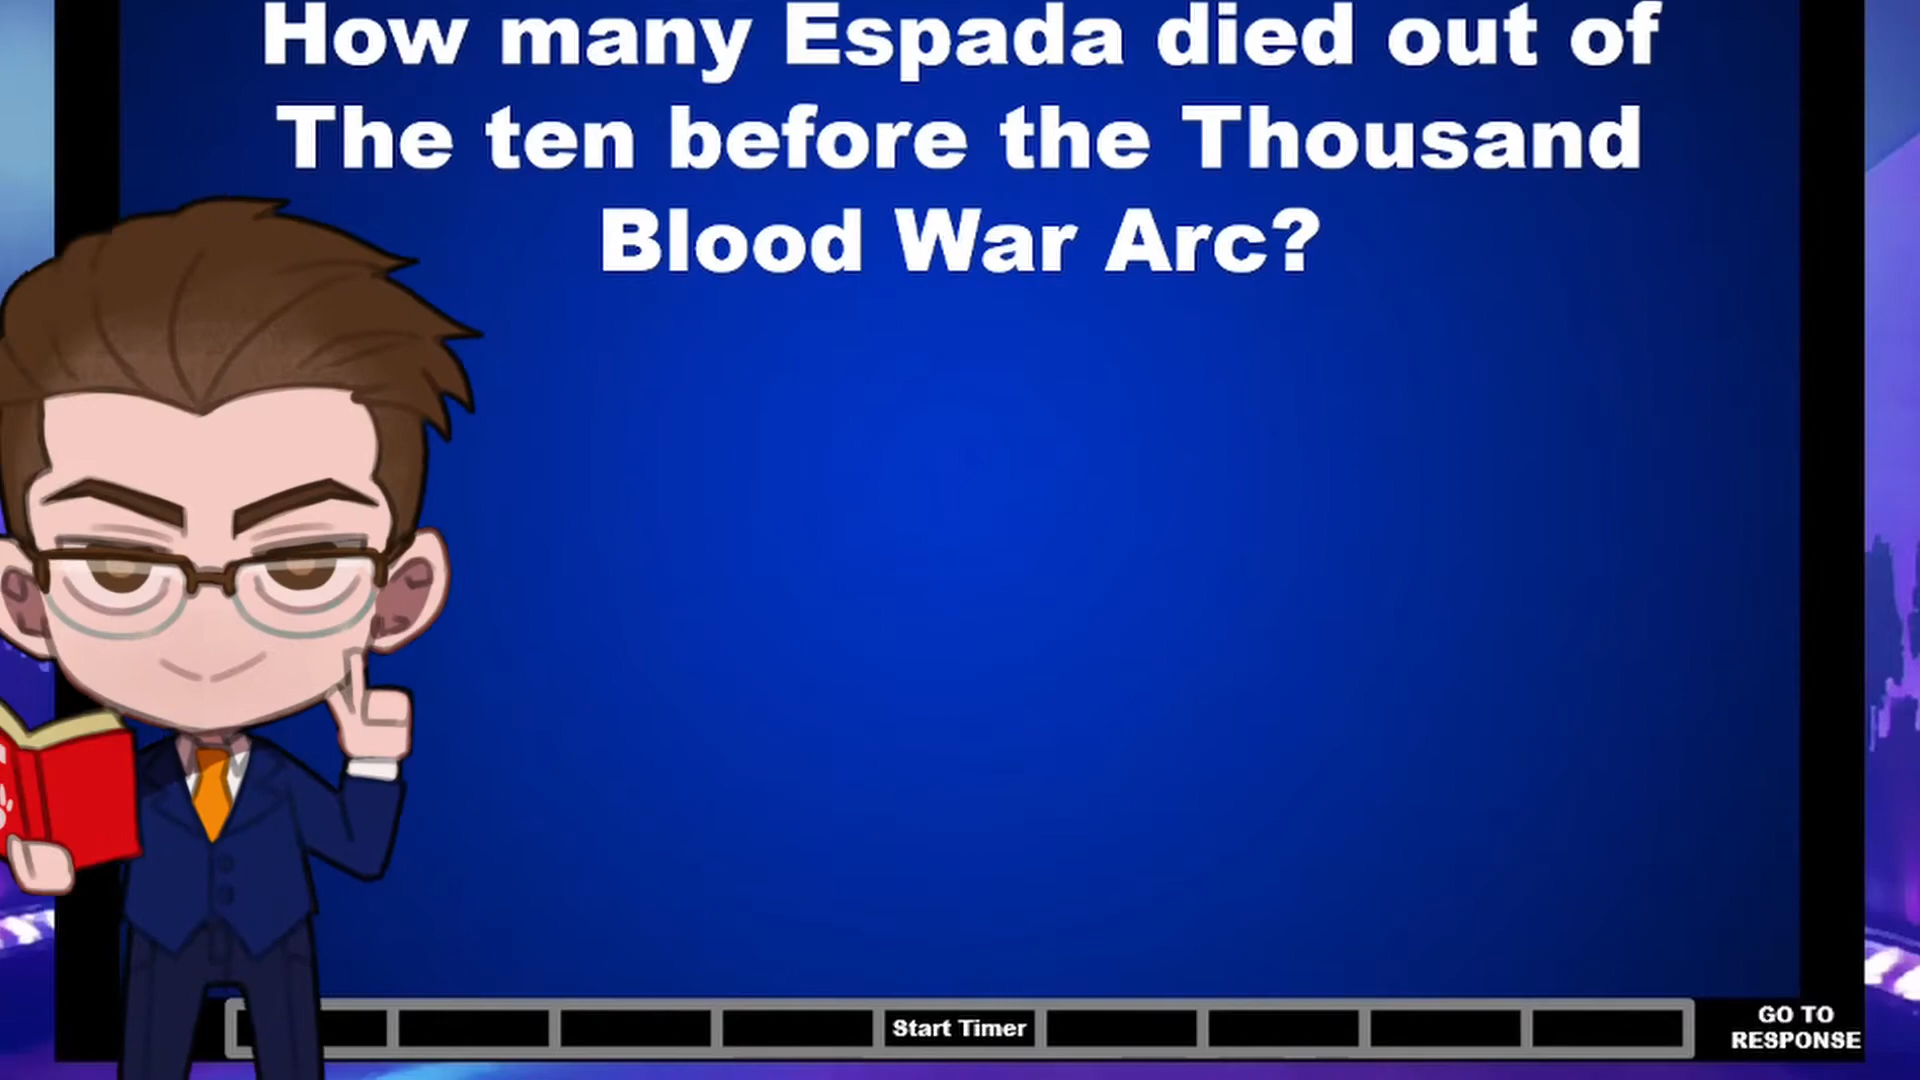 How many Espada died out of
The ten before the Thousand
Blood War Arc?
Start Timer
GO TO
RESPONSE